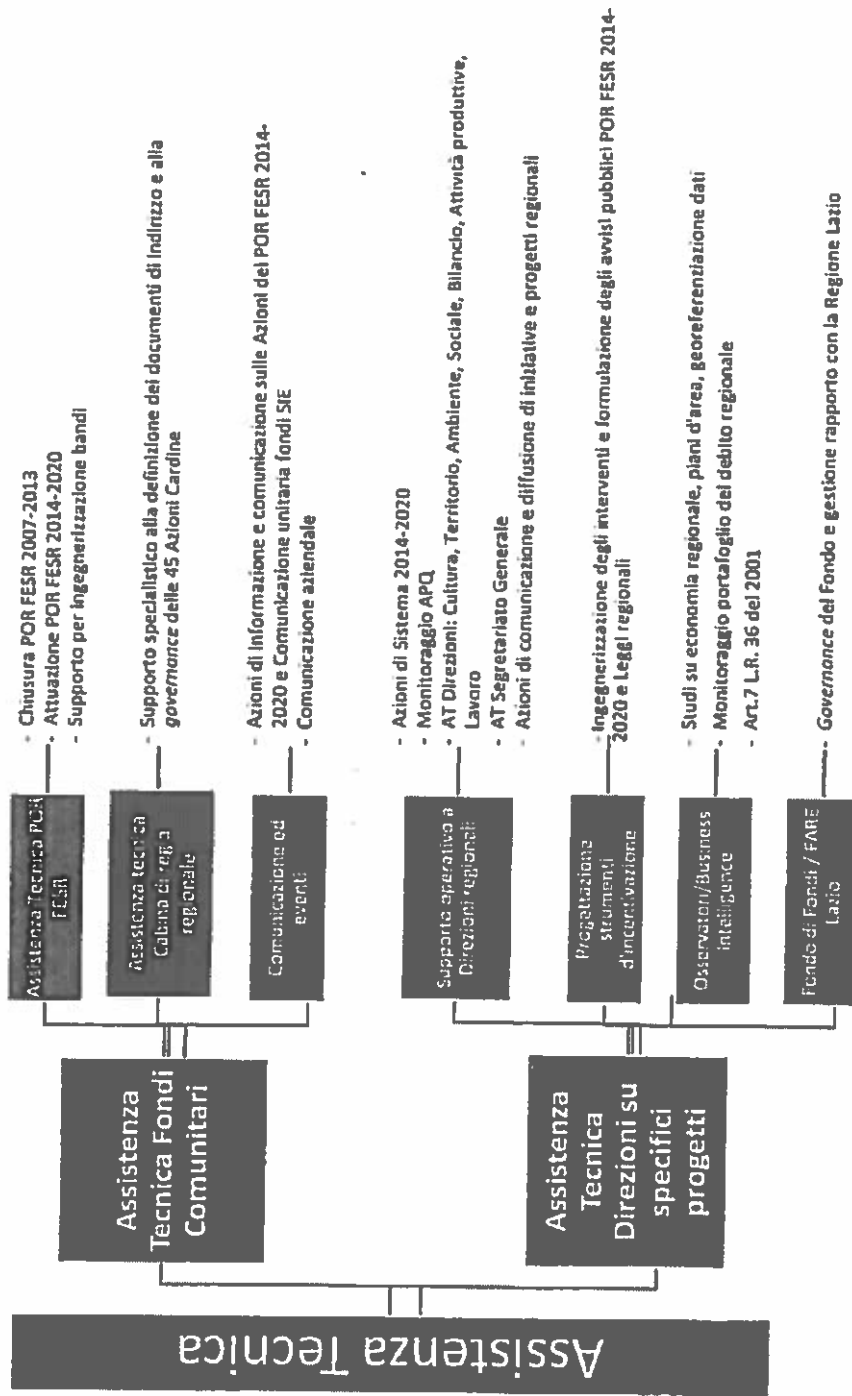 Assistenza Tecnica
Assistenza
Tecnica Fondi
Comunitari
Assistenza Tecnica POR
FESR
- Chiusura POR FESR 2007-2013
- Attuazione POR FESR 2014-2020
- Supporto per ingegnerizzazione bandi
Assistenza tecnica
Cabina di regia
regionale
- Supporto specialistico alla definizione dei documenti di indirizzo e alla
governance delle 45 Azioni Cardine
Comunicazione ed
eventi
- Azioni di Informazione e comunicazione sulle Azioni del POR FESR 2014-
2020 e Comunicazione unitaria fondi SIE
- Comunicazione aziendale
Assistenza
Tecnica
Direzioni su
specifici
progetti
Supporto operativo a
Direzioni regionali
- Azioni di Sistema 2014-2020
- Monitoraggio APQ
- AT Direzioni: Cultura, Territorio, Ambiente, Sociale, Bilancio, Attività produttive,
Lavoro
- AT Segretariato Generale
- Azioni di comunicazione e diffusione di iniziative e progetti regionali
Progettazione
strumenti
d'incentivazione
- Ingegnerizzazione degli interventi e formulazione degli avvisi pubblici POR FESR 2014-
2020 e Leggi regionali
Osservatori/Business
intelligence
- Studi su economia regionale, piani d'area, georeferenziazione dati
- Monitoraggio portafoglio del debito regionale
- Art.7 L.R. 36 del 2001
Fondo di Fondi / FARE
Lazio
- Governance del Fondo e gestione rapporto con la Regione Lazio